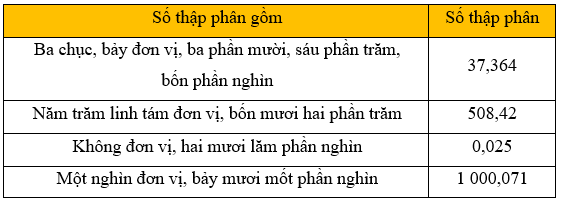 Số thập phân gồm
Số thập phân
Ba chục, bảy đơn vị, ba phần mười, sáu phần trăm,
bốn phần nghìn
37,364
Năm trăm linh tám đơn vị, bốn mươi hai phần trăm
508,42
Không đơn vị, hai mươi lăm phần nghìn
0,025
Một nghìn đơn vị, bảy mươi mốt phần nghìn
1 000,071